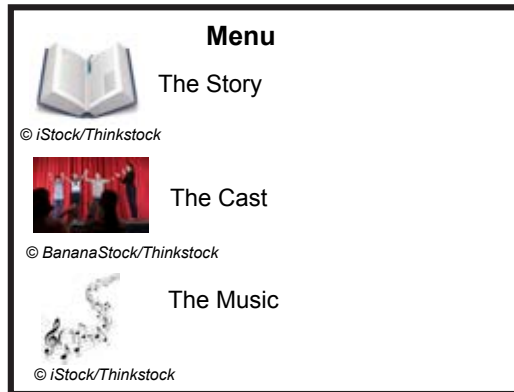 Menu
The Story
© iStock/Thinkstock
The Cast
© BananaStock/Thinkstock
The Music
© iStock/Thinkstock